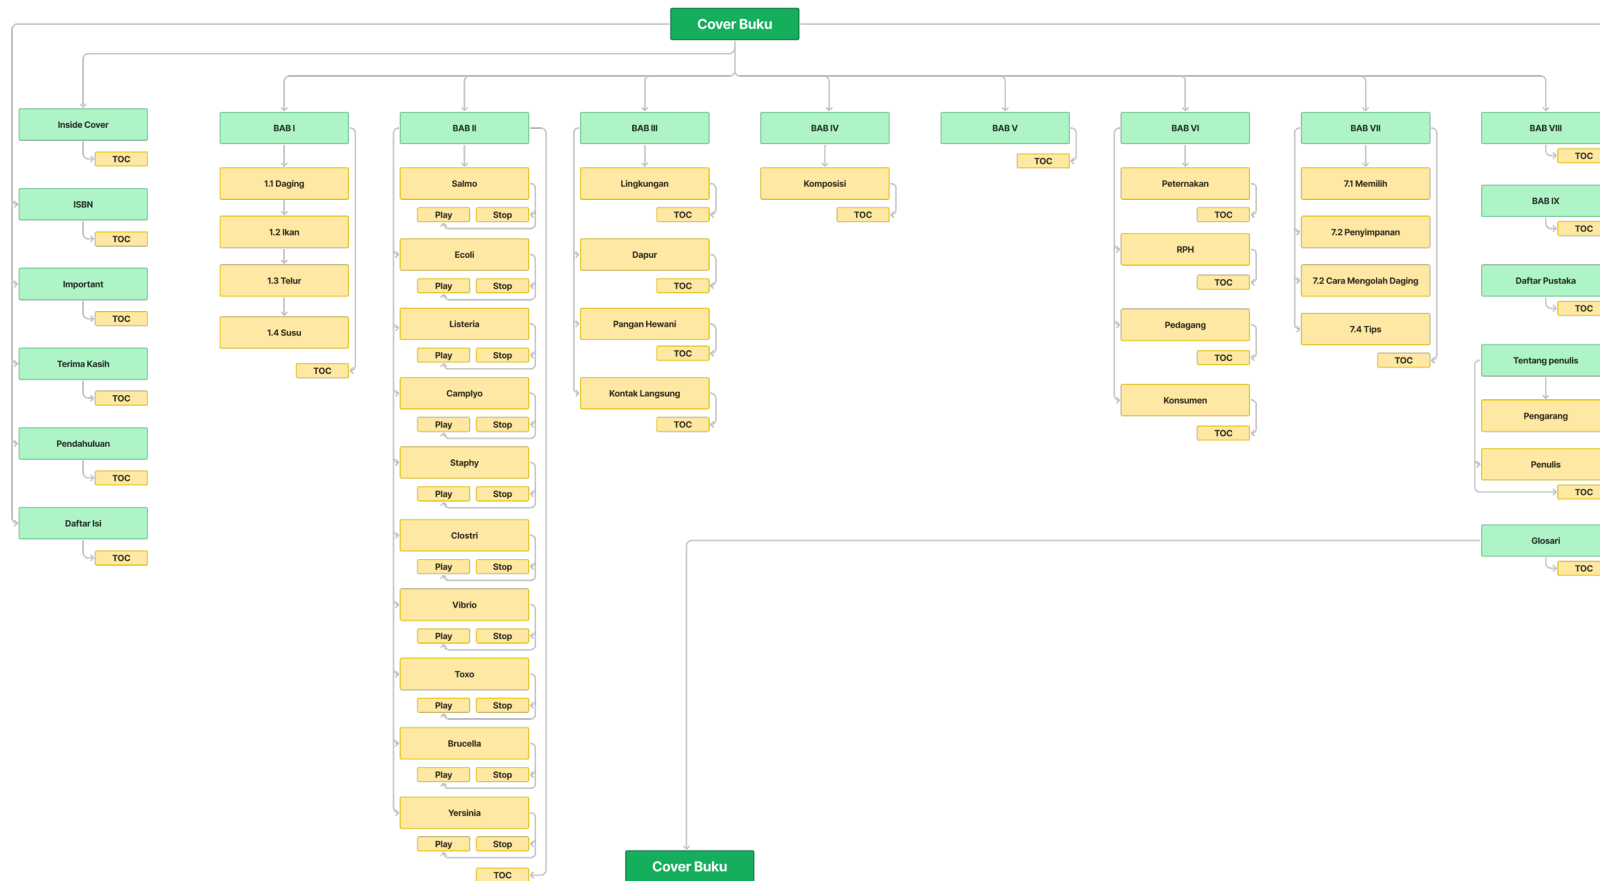 Cover Buku
Inside Cover
TOC
ISBN
TOC
Important
TOC
Terima Kasih
TOC
Pendahuluan
TOC
Daftar Isi
TOC
BAB I
1.1 Daging
1.2 Ikan
1.3 Telur
1.4 Susu
TOC
BAB II
Salmo
Play Stop
Ecoli
Play Stop
Listeria
Play Stop
Camplyo
Play Stop
Staphy
Play Stop
Clostri
Play Stop
Vibrio
Play Stop
Toxo
Play Stop
Brucella
Play Stop
Yersinia
Play Stop
TOC
BAB III
Lingkungan
TOC
Dapur
TOC
Pangan Hewani
TOC
Kontak Langsung
TOC
BAB IV
Komposisi
TOC
BAB V
TOC
BAB VI
Peternakan
TOC
RPH
TOC
Pedagang
TOC
Konsumen
TOC
BAB VII
7.1 Memilih
7.2 Penyimpanan
7.2 Cara Mengolah Daging
7.4 Tips
TOC
BAB VIII
TOC
BAB IX
TOC
Daftar Pustaka
TOC
Tentang penulis
Pengarang
Penulis
TOC
Glosari
TOC
Cover Buku